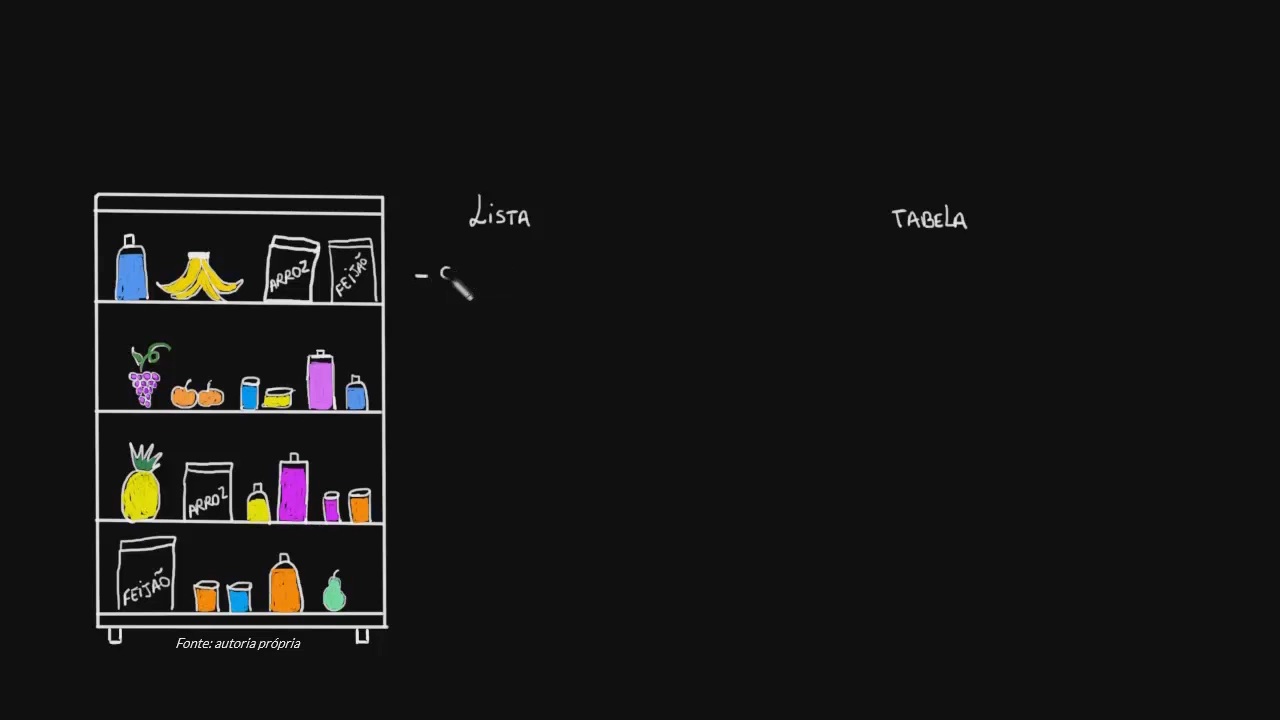 LISTA
TABELA
ARROZ
FEIJÃO
-
ARROZ
FEIJÃO
Fonte: autoria própria